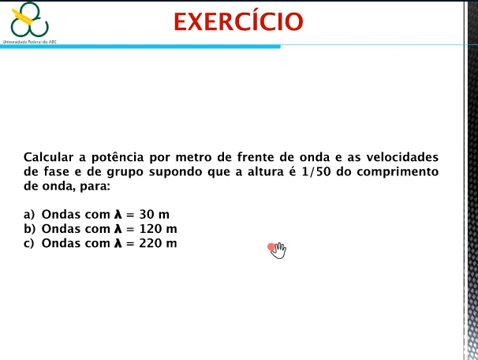 EXERCÍCIO
Universidade Federal do ABC
Calcular a potência por metro de frente de onda e as velocidades
de fase e de grupo supondo que a altura é 1/50 do comprimento
de onda, para:
a) Ondas com λ = 30 m
b) Ondas com λ = 120 m
c) Ondas com λ = 220 m